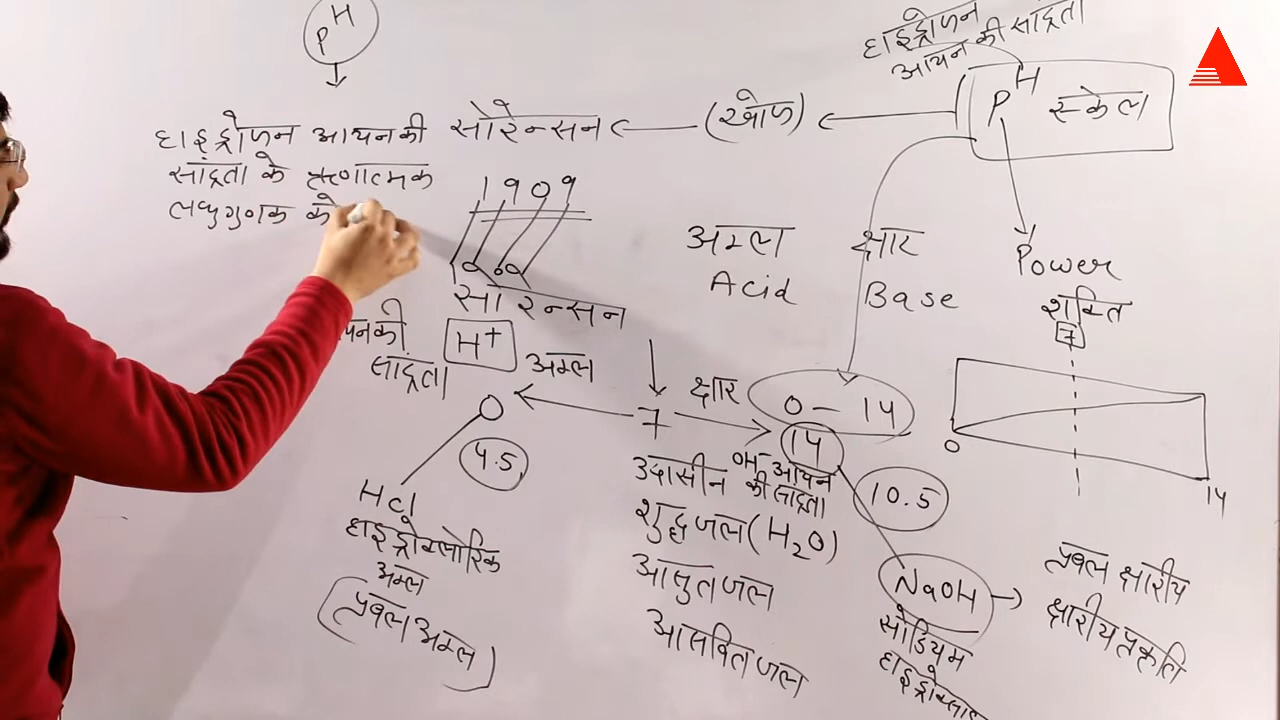 pH
हाइड्रोजन आयन की
सांद्रता के ऋणात्मक
लघुगुणक को
सोरेन्सन
(खोज)
हाइड्रोजन
आयन की सांद्रता
pH स्केल
1909
सोरेन्सन
अम्ल क्षार
Acid Base
Power
शक्ति
7
0
14
यनकी
सांद्रता
H+
अम्ल
0
7
क्षार
0 - 14
14
4.5
10.5
OH- आयन
की सांद्रता
HCl
हाइड्रोक्लोरिक
अम्ल
(प्रबल अम्ल)
उदासीन
शुद्ध जल (H2O)
आसुत जल
आसवित जल
NaOH
सोडियम
प्रबल क्षारीय
क्षारीय प्रकृति